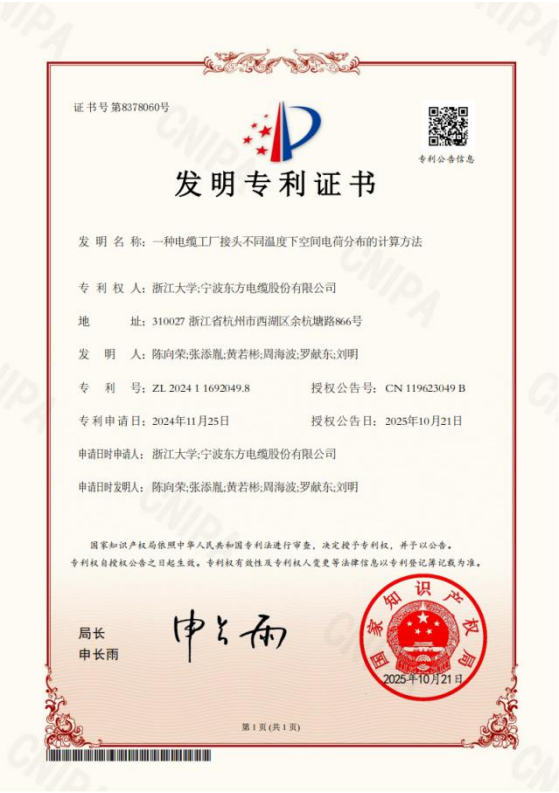 证书号第8378060号
专利公告信息
发明专利证书
发 明 名 称：一种电缆工厂接头不同温度下空间电荷分布的计算方法
专 利 权 人：浙江大学;宁波东方电缆股份有限公司
地 址：310027 浙江省杭州市西湖区余杭塘路866号
发 明 人：陈向荣;张添胤;黄若彬;周海波;罗献东;刘明
专 利 号：ZL 2024 1 1692049.8 授权公告号：CN 119623049 B
专利申请日：2024年11月25日 授权公告日：2025年10月21日
申请日时申请人：浙江大学;宁波东方电缆股份有限公司
申请日时发明人：陈向荣;张添胤;黄若彬;周海波;罗献东;刘明
国家知识产权局依照中华人民共和国专利法进行审查，决定授予专利权，并予以公告。
专利权自授权公告之日起生效。专利权有效性及专利权人变更等法律信息以专利登记簿记载为准。
局长
申长雨
申长雨
国家知识产权局
2025年10月21日
第 1 页 (共 1 页)
CNIPA
CNIPA
CNIPA
CNIPA
CNIPA